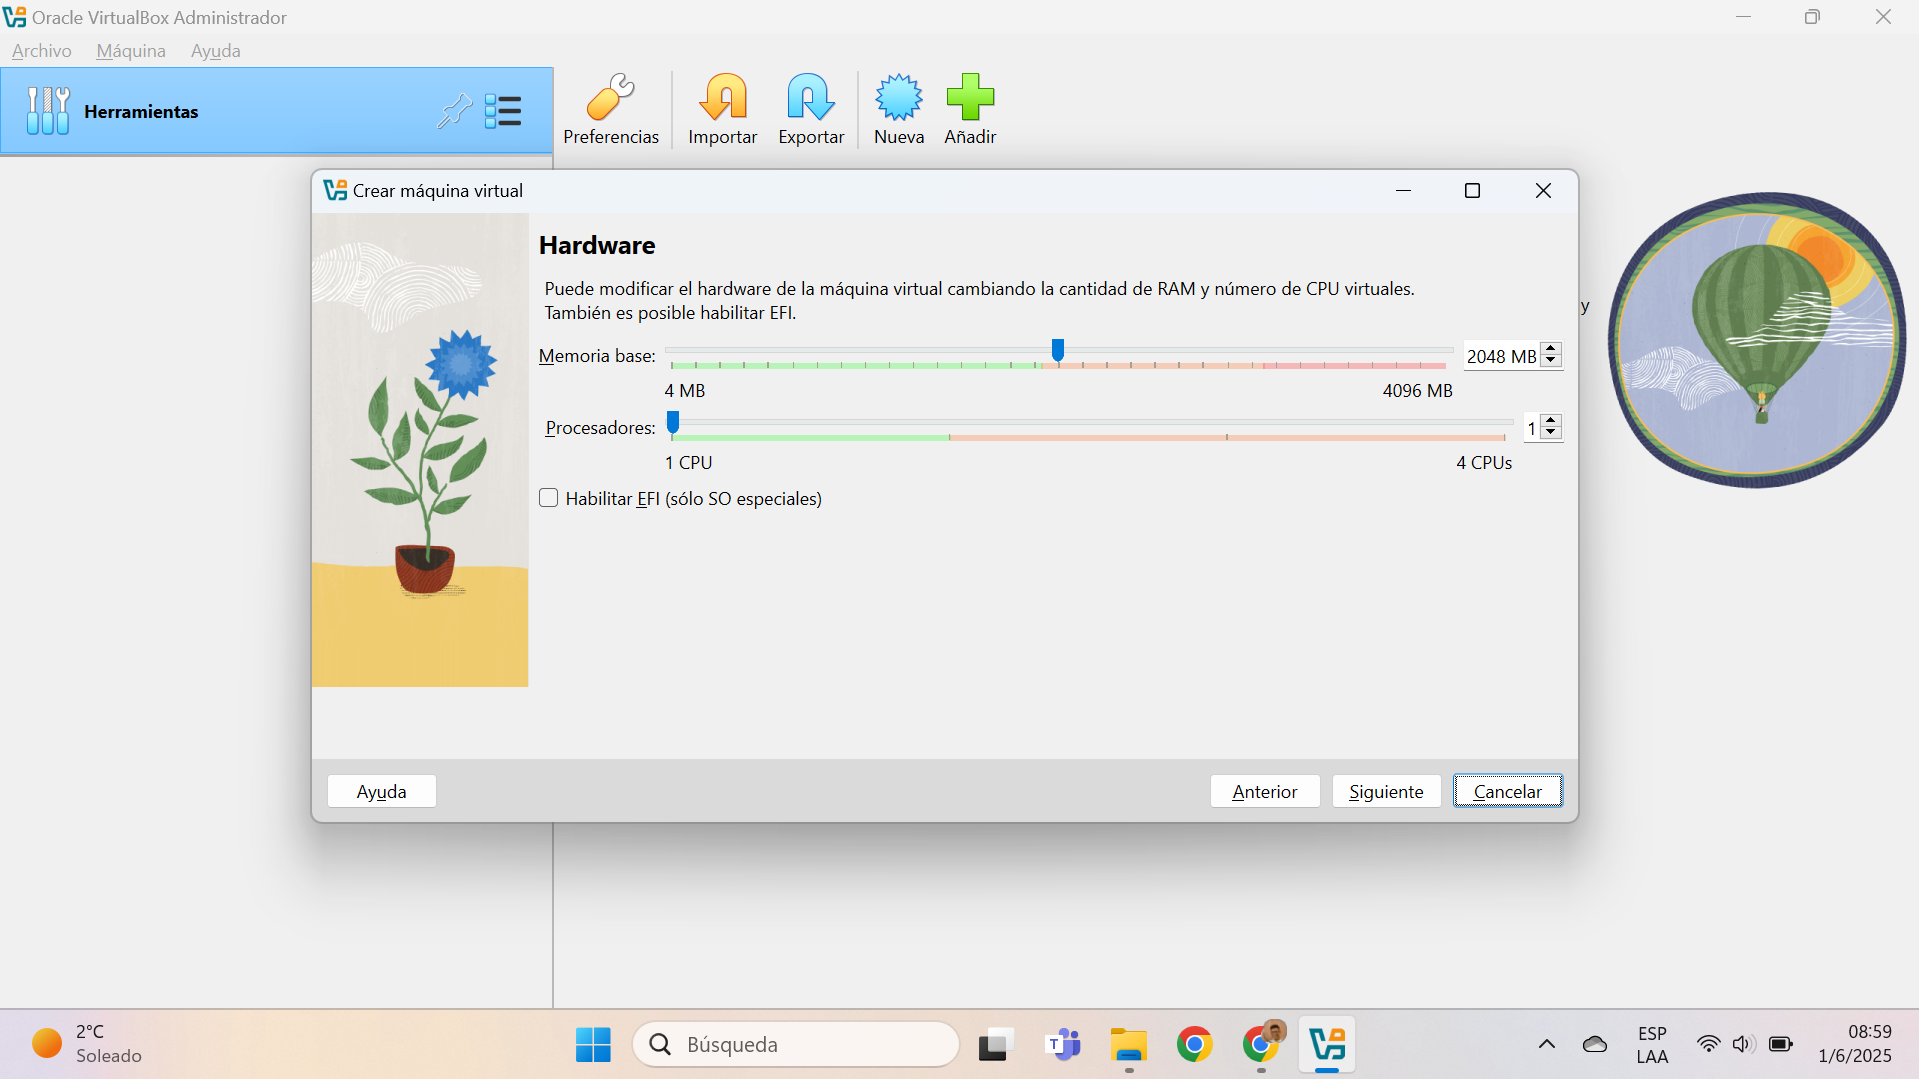 Oracle VirtualBox Administrador
Archivo Máquina Ayuda
Herramientas
Preferencias Importar Exportar Nueva Añadir
Crear máquina virtual
Hardware
Puede modificar el hardware de la máquina virtual cambiando la cantidad de RAM y número de CPU virtuales.
También es posible habilitar EFI.
y
Memoria base: 2048 MB
4 MB 4096 MB
Procesadores: 1
1 CPU 4 CPUs
Habilitar EFI (sólo SO especiales)
Ayuda Anterior Siguiente Cancelar
2°C
Soleado
Búsqueda
T
ESP
LAA
08:59
1/6/2025